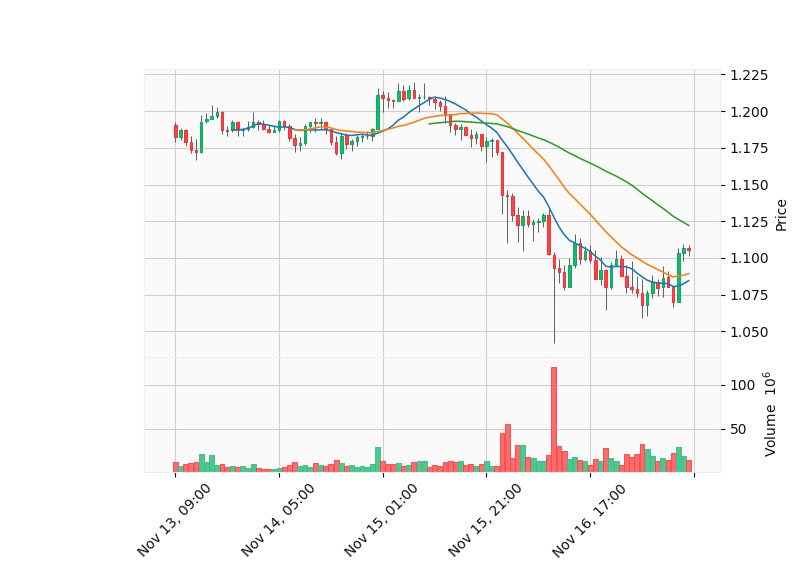 1.225
1.200
1.175
1.150
1.125
1.100
1.075
1.050
Price
100
50
Volume 10⁶
Nov 13, 09:00
Nov 14, 05:00
Nov 15, 01:00
Nov 15, 21:00
Nov 16, 17:00